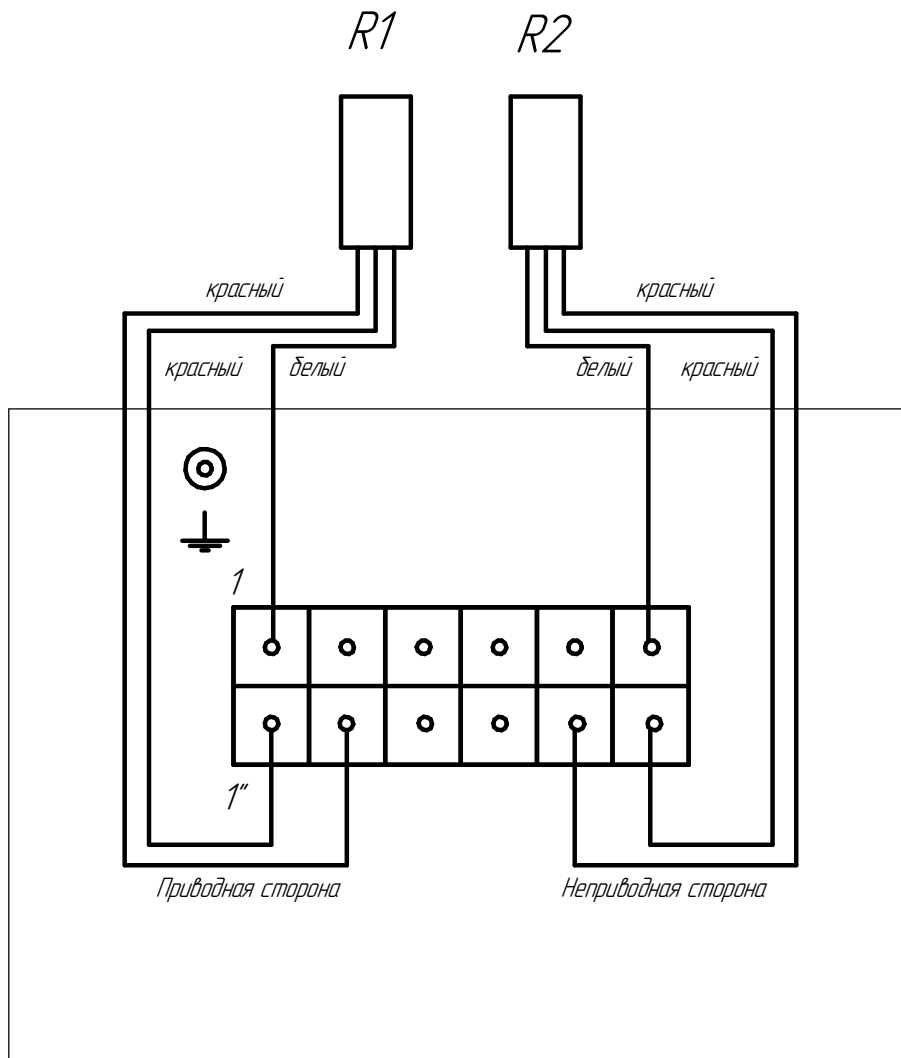 R1 R2
красный красный
красный белый белый красный
1
1"
Приводная сторона Неприводная сторона